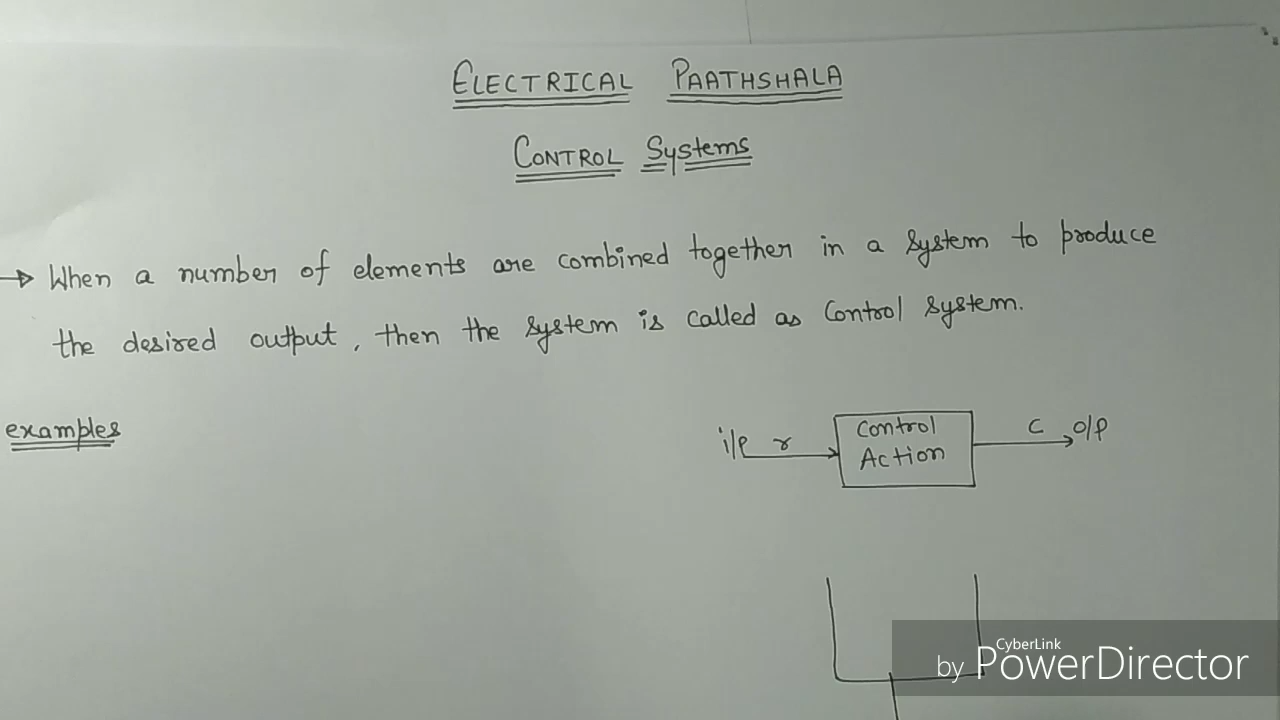 ELECTRICAL PAATHSHALA
CONTROL Systems
→ When a number of elements are combined together in a system to produce
the desired output, then the system is called as Control system.
examples
i/p r Control Action C o/p
CyberLink
by PowerDirector